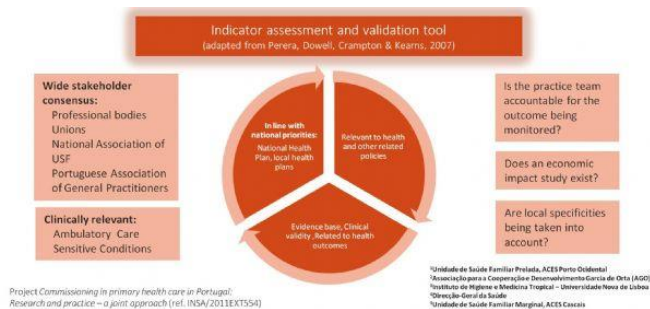 Indicator assessment and validation tool
(adapted from Perera, Dowell, Crampton & Kearns, 2007)
Wide stakeholder
consensus:
Professional bodies
Unions
National Association of
USF
Portuguese Association
of General Practitioners
Clinically relevant:
Ambulatory Care
Sensitive Conditions
In line with
national priorities:
National Health
Plan, local health
plans
Relevant to health
and other related
policies
Evidence base, Clinical
validity ,Related to health
outcomes
Is the practice team
accountable for the
outcome being
monitored?
Does an economic
impact study exist?
Are local specificities
being taken into
account?
Project Commissioning in primary health care in Portugal:
Research and practice – a joint approach (ref. INSA/2011EXT554)
¹Unidade de Saúde Familiar Prelada, ACES Porto Ocidental
²Associação para a Cooperação e Desenvolvimento Garcia de Orta (AGO)
³Instituto de Higiene e Medicina Tropical – Universidade Nova de Lisboa
⁴Direcção-Geral da Saúde
⁵Unidade de Saúde Familiar Marginal, ACES Cascais